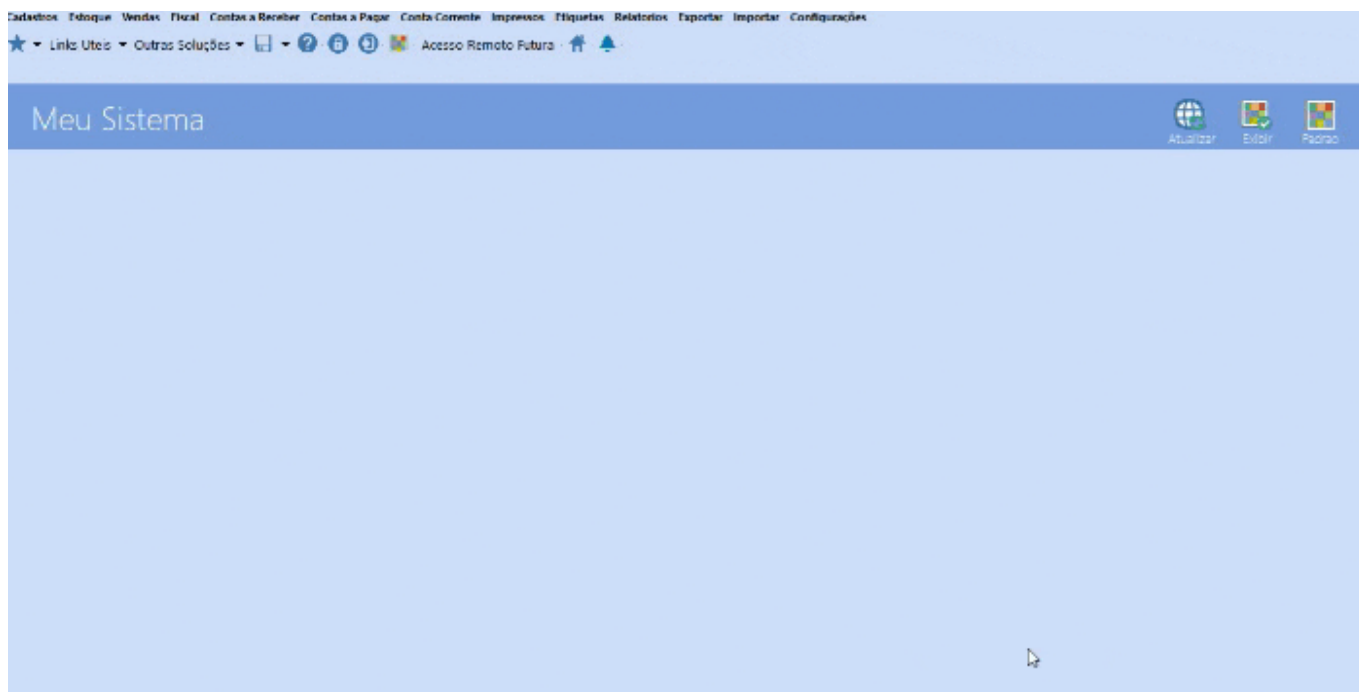 Cadastros Estoque Vendas Fiscal Contas a Receber Contas a Pagar Conta Corrente Impressos Etiquetas Relatorios Exportar Importar Configurações
Links Uteis Outras Soluções Acesso Remoto Futura
Meu Sistema
Atualizar Exibir Padrao